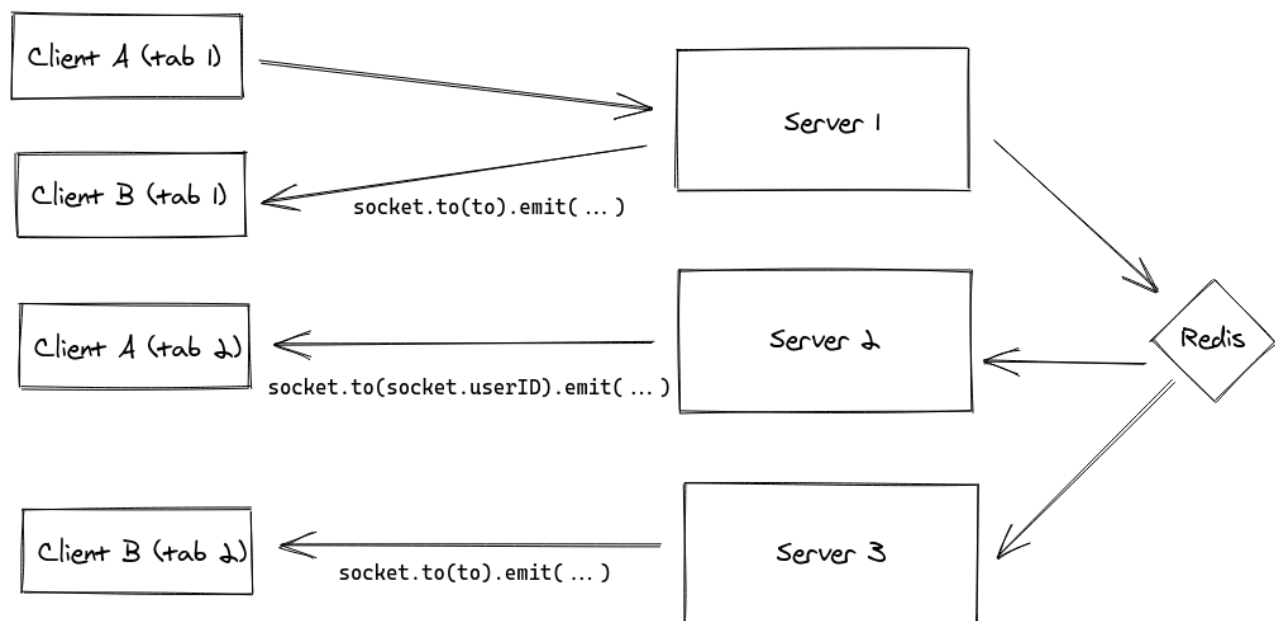 Client A (tab 1)
Server 1
Client B (tab 1)
socket.to(to).emit(...)
Redis
Client A (tab 2)
Server 2
socket.to(socket.userID).emit(...)
Client B (tab 2)
Server 3
socket.to(to).emit(...)